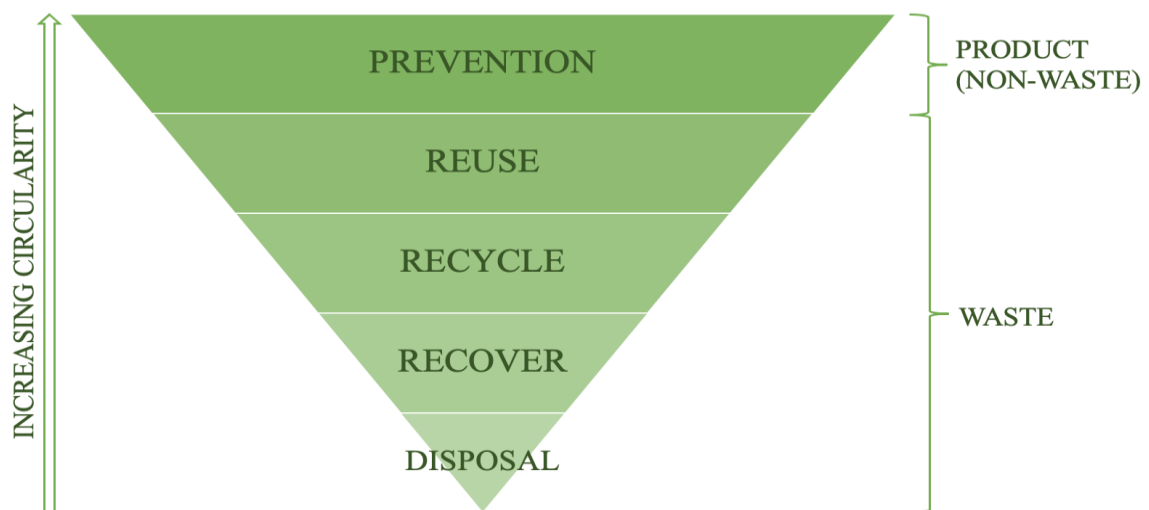 INCREASING CIRCULARITY
PREVENTION
REUSE
RECYCLE
RECOVER
DISPOSAL
PRODUCT
(NON-WASTE)
WASTE